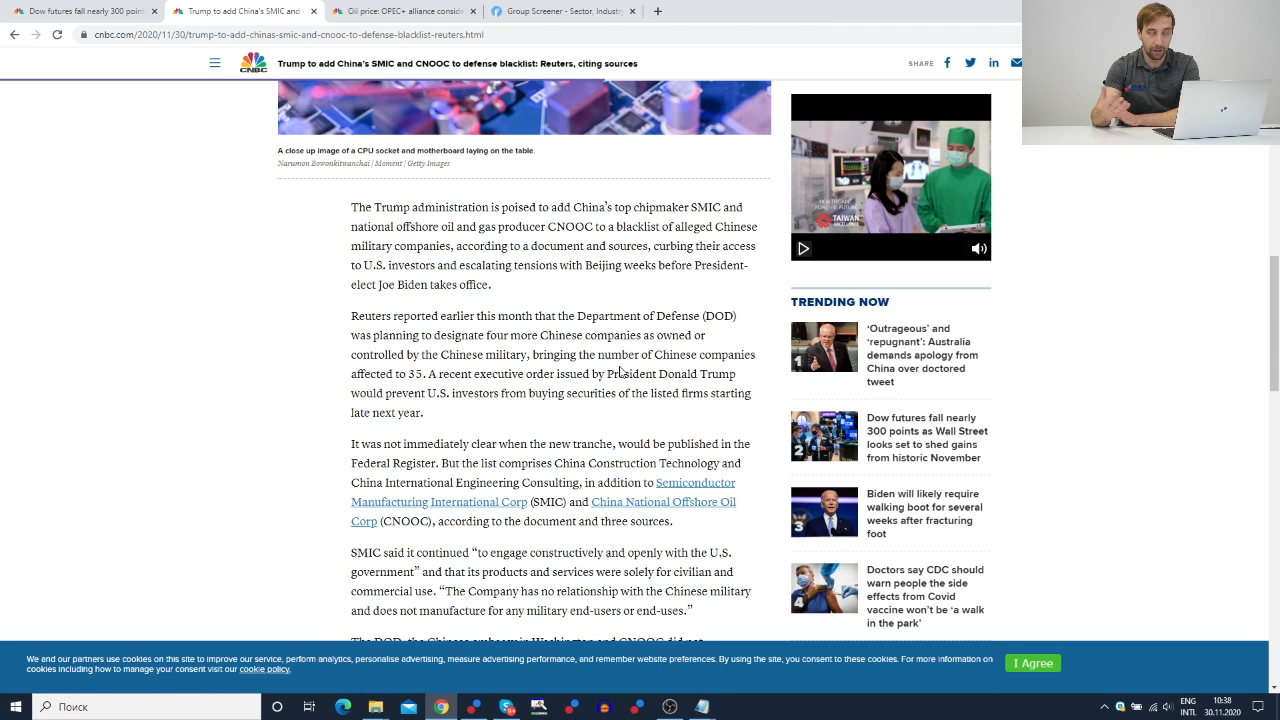 Dow futures fall nearly 300 points
Trump to add China's SMIC and
Oil prices: OPEC+ alliance conside
Group Screener - Sector, Industry
cnbc.com/2020/11/30/trump-to-add-chinas-smic-and-cnooc-to-defense-blacklist-reuters.html
CNBC
Trump to add China's SMIC and CNOOC to defense blacklist: Reuters, citing sources
SHARE
A close up image of a CPU socket and motherboard laying on the table.
Narumon Bowonkitwanchai | Moment | Getty Images
The Trump administration is poised to add China's top chipmaker SMIC and
national offshore oil and gas producer CNOOC to a blacklist of alleged Chinese
military companies, according to a document and sources, curbing their access
to U.S. investors and escalating tensions with Beijing weeks before President-
elect Joe Biden takes office.
Reuters reported earlier this month that the Department of Defense (DOD)
was planning to designate four more Chinese companies as owned or
controlled by the Chinese military, bringing the number of Chinese companies
affected to 35. A recent executive order issued by President Donald Trump
would prevent U.S. investors from buying securities of the listed firms starting
late next year.
It was not immediately clear when the new tranche, would be published in the
Federal Register. But the list comprises China Construction Technology and
China International Engineering Consulting, in addition to Semiconductor
Manufacturing International Corp (SMIC) and China National Offshore Oil
Corp (CNOOC), according to the document and three sources.
SMIC said it continued “to engage constructively and openly with the U.S.
government” and that its products and services were solely for civilian and
commercial use. “The Company has no relationship with the Chinese military
and does not manufacture for any military end-users or end-uses.”
HEALTHCARE
FOR THE FUTURE
TAIWAN
EXCELLENCE
TRENDING NOW
1
‘Outrageous’ and
‘repugnant’: Australia
demands apology from
China over doctored
tweet
2
Dow futures fall nearly
300 points as Wall Street
looks set to shed gains
from historic November
3
Biden will likely require
walking boot for several
weeks after fracturing
foot
4
Doctors say CDC should
warn people the side
effects from Covid
vaccine won’t be ‘a walk
in the park’
We and our partners use cookies on this site to improve our service, perform analytics, personalise advertising, measure advertising performance, and remember website preferences. By using the site, you consent to these cookies. For more information on
cookies including how to manage your consent visit our cookie policy.
I Agree
Поиск
ENG
INTL
10:38
30.11.2020